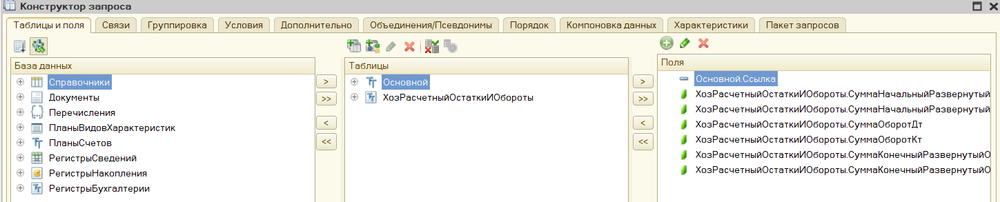 Конструктор запроса
Таблицы и поля Связи Группировка Условия Дополнительно Объединения/Псевдонимы Порядок Компоновка данных Характеристики Пакет запросов
База данных
Справочники
Документы
Перечисления
ПланыВидовХарактеристик
ПланыСчетов
РегистрыСведений
РегистрыНакопления
РегистрыБухгалтерии
>
>>
<
<<
Таблицы
Основной
ХозРасчетныйОстаткиИОбороты
>
>>
<
<<
Поля
Основной.Ссылка
ХозРасчетныйОстаткиИОбороты.СуммаНачальныйРазвернутый
ХозРасчетныйОстаткиИОбороты.СуммаНачальныйРазвернутый
ХозРасчетныйОстаткиИОбороты.СуммаОборотДт
ХозРасчетныйОстаткиИОбороты.СуммаОборотКт
ХозРасчетныйОстаткиИОбороты.СуммаКонечныйРазвернутыйО
ХозРасчетныйОстаткиИОбороты.СуммаКонечныйРазвернутыйО